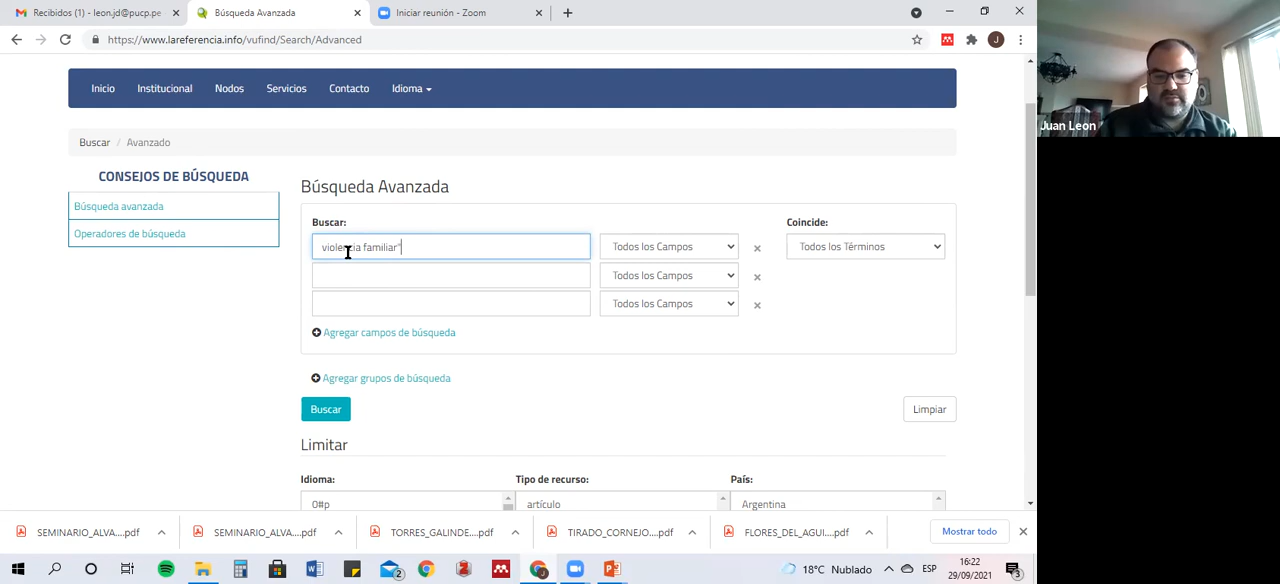 Recibidos (1) - leon.jd@pucp.pe
Búsqueda Avanzada
Iniciar reunión - Zoom
https://www.lareferencia.info/vufind/Search/Advanced
J
Inicio
Institucional
Nodos
Servicios
Contacto
Idioma
Juan Leon
Buscar / Avanzado
CONSEJOS DE BÚSQUEDA
Búsqueda avanzada
Operadores de búsqueda
Búsqueda Avanzada
Buscar:
Coincide:
violencia familiar"
Todos los Campos
Todos los Términos
Todos los Campos
Todos los Campos
Agregar campos de búsqueda
Agregar grupos de búsqueda
Buscar
Limpiar
Limitar
Idioma:
Tipo de recurso:
País:
0#p
artículo
Argentina
SEMINARIO_ALVA....pdf
SEMINARIO_ALVA....pdf
TORRES_GALINDE....pdf
TIRADO_CORNEJO....pdf
FLORES_DEL_AGUI....pdf
Mostrar todo
2
18°C Nublado
ESP
16:22
29/09/2021
3